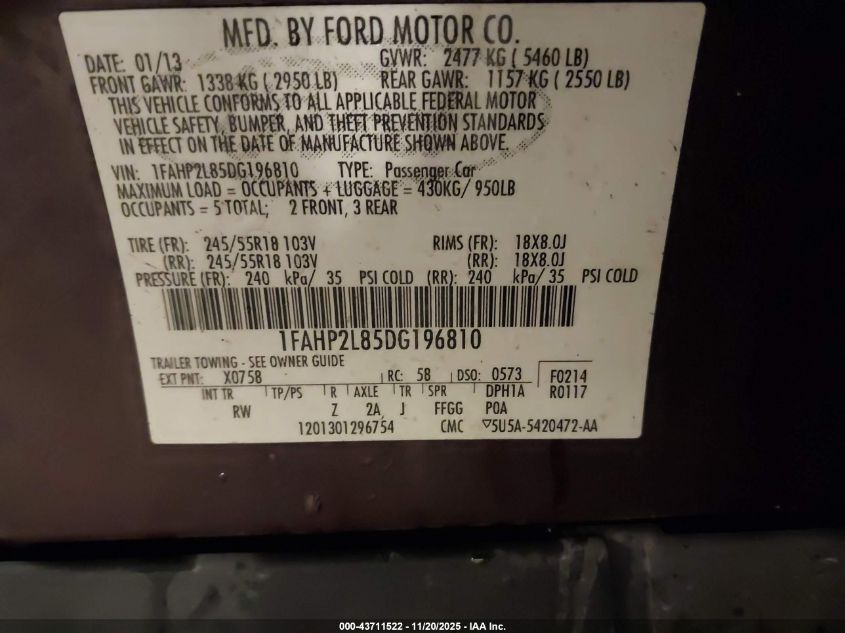 MFD. BY FORD MOTOR CO.
DATE: 01/13 GVWR: 2477 KG ( 5460 LB)
FRONT GAWR: 1338 KG ( 2950 LB) REAR GAWR: 1157 KG ( 2550 LB)
THIS VEHICLE CONFORMS TO ALL APPLICABLE FEDERAL MOTOR
VEHICLE SAFETY, BUMPER, AND THEFT PREVENTION STANDARDS
IN EFFECT ON THE DATE OF MANUFACTURE SHOWN ABOVE.
VIN: 1FAHP2L85DG196810 TYPE: Passenger Car
MAXIMUM LOAD = OCCUPANTS + LUGGAGE = 430KG/ 950LB
OCCUPANTS = 5 TOTAL; 2 FRONT, 3 REAR
TIRE (FR): 245/55R18 103V RIMS (FR): 18X8.0J
(RR): 245/55R18 103V (RR): 18X8.0J
PRESSURE (FR): 240 kPa/ 35 PSI COLD (RR): 240 kPa/ 35 PSI COLD
1FAHP2L85DG196810
TRAILER TOWING - SEE OWNER GUIDE
EXT PNT: X0758 RC: 58 DSO: 0573 F0214
INT TR TP/PS R AXLE TR SPR DPH1A R0117
RW Z 2A J FFGG POA
1201301296754 CMC ▽5U5A-5420472-AA
000-43711522 - 11/20/2025 - IAA Inc.